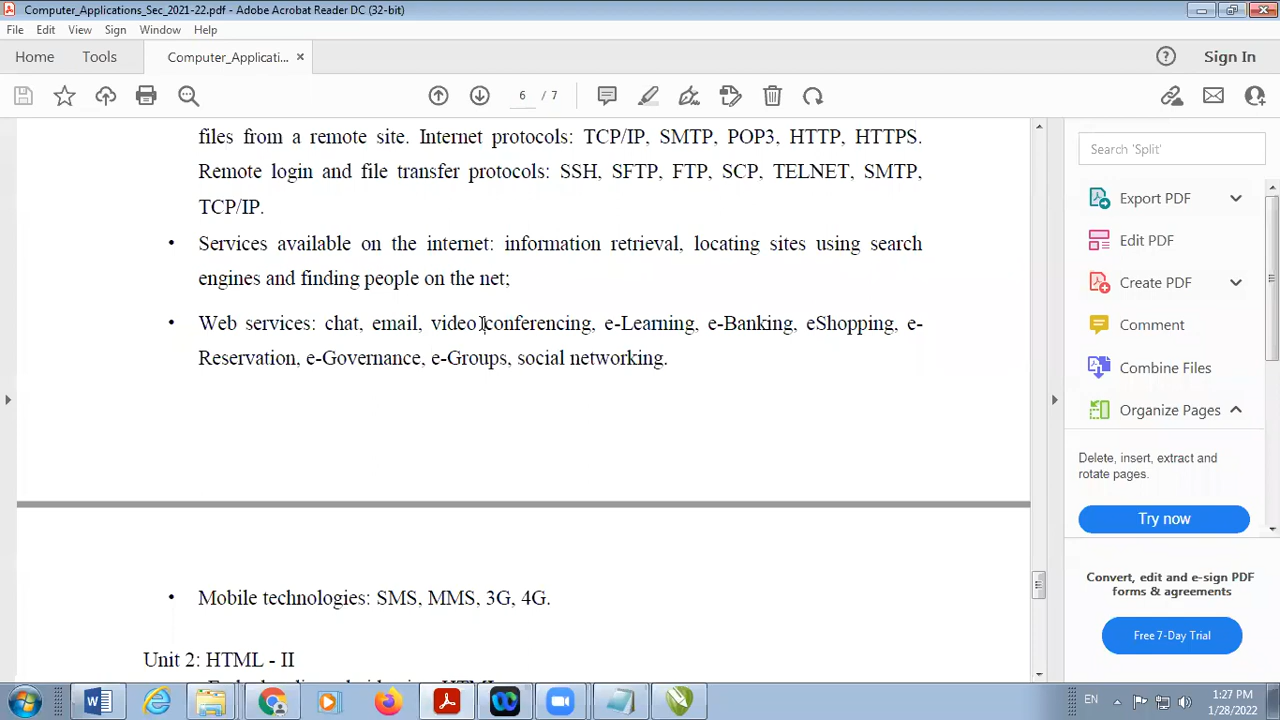 Computer_Applications_Sec_2021-22.pdf - Adobe Acrobat Reader DC (32-bit)
File Edit View Sign Window Help
Home Tools Computer_Applicati... × Sign In
6 / 7
files from a remote site. Internet protocols: TCP/IP, SMTP, POP3, HTTP, HTTPS.
Remote login and file transfer protocols: SSH, SFTP, FTP, SCP, TELNET, SMTP,
TCP/IP.
• Services available on the internet: information retrieval, locating sites using search
engines and finding people on the net;
• Web services: chat, email, video conferencing, e-Learning, e-Banking, eShopping, e-
Reservation, e-Governance, e-Groups, social networking.
• Mobile technologies: SMS, MMS, 3G, 4G.
Unit 2: HTML - II
Search 'Split'
Export PDF
Edit PDF
Create PDF
Comment
Combine Files
Organize Pages
Delete, insert, extract and
rotate pages.
Try now
Convert, edit and e-sign PDF
forms & agreements
Free 7-Day Trial
EN 1:27 PM
1/28/2022